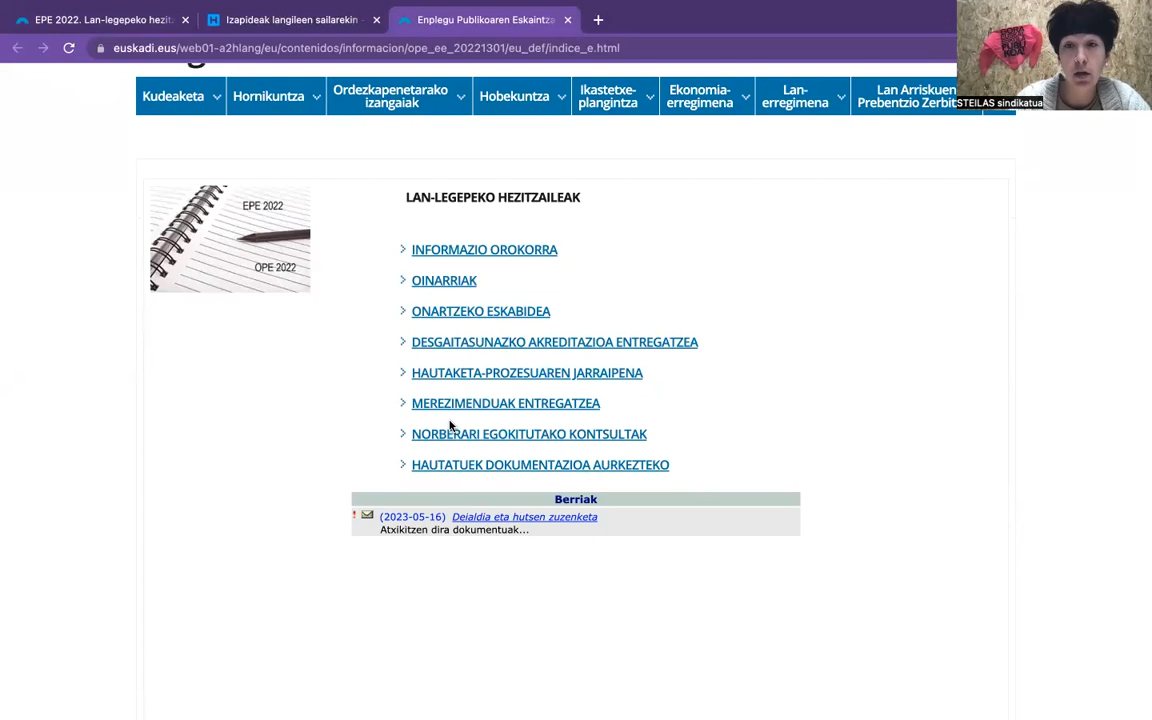 EPE 2022. Lan-legepeko hezit
Izapideak langileen sailarekin -
Enplegu Publikoaren Eskaintza
euskadi.eus/web01-a2hlang/eu/contenidos/informacion/ope_ee_20221301/eu_def/indice_e.html
STEILAS sindikatua
Kudeaketa
Hornikuntza
Ordezkapenetarako
izangaiak
Hobekuntza
Ikastetxe-
plangintza
Ekonomia-
erregimena
Lan-
erregimena
Lan Arriskuen
Prebentzio Zerbit
EPE 2022
OPE 2022
LAN-LEGEPEKO HEZITZAILEAK
INFORMAZIO OROKORRA
OINARRIAK
ONARTZEKO ESKABIDEA
DESGAITASUNAZKO AKREDITAZIOA ENTREGATZEA
HAUTAKETA-PROZESUAREN JARRAIPENA
MEREZIMENDUAK ENTREGATZEA
NORBERARI EGOKITUTAKO KONTSULTAK
HAUTATUEK DOKUMENTAZIOA AURKEZTEKO
Berriak
(2023-05-16) Deialdia eta hutsen zuzenketa
Atxikitzen dira dokumentuak...